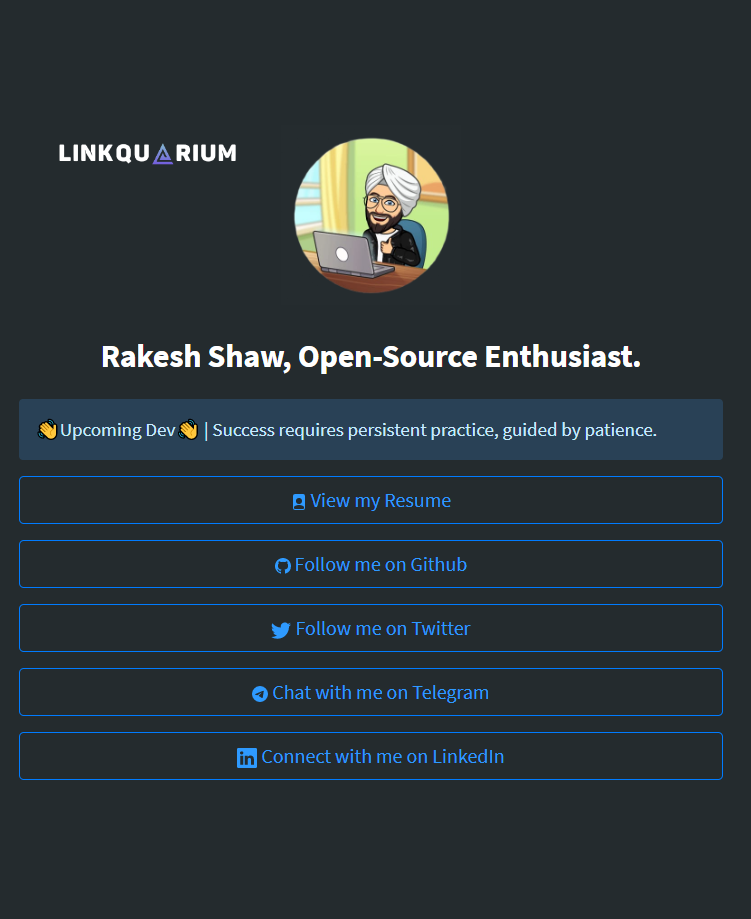 LINKQUARIUM
Rakesh Shaw, Open-Source Enthusiast.
👋Upcoming Dev👋 | Success requires persistent practice, guided by patience.
View my Resume
Follow me on Github
Follow me on Twitter
Chat with me on Telegram
in Connect with me on LinkedIn